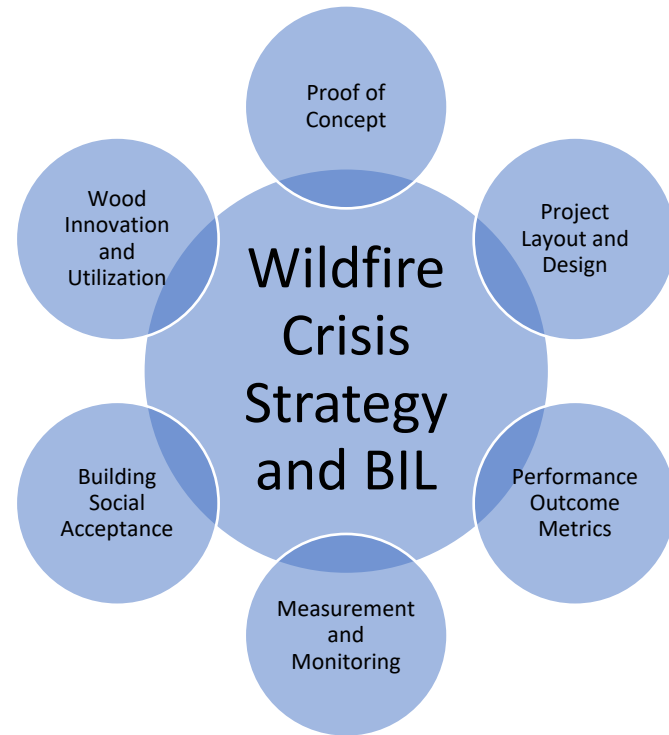 Proof of
Concept
Project
Layout and
Design
Performance
Outcome
Metrics
Measurement
and
Monitoring
Building
Social
Acceptance
Wood
Innovation
and
Utilization
Wildfire
Crisis
Strategy
and BIL